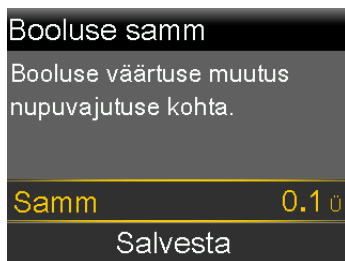 Booluse samm
Booluse väärtuse muutus
nupuvajutuse kohta.
Samm 0.1 ü
Salvesta